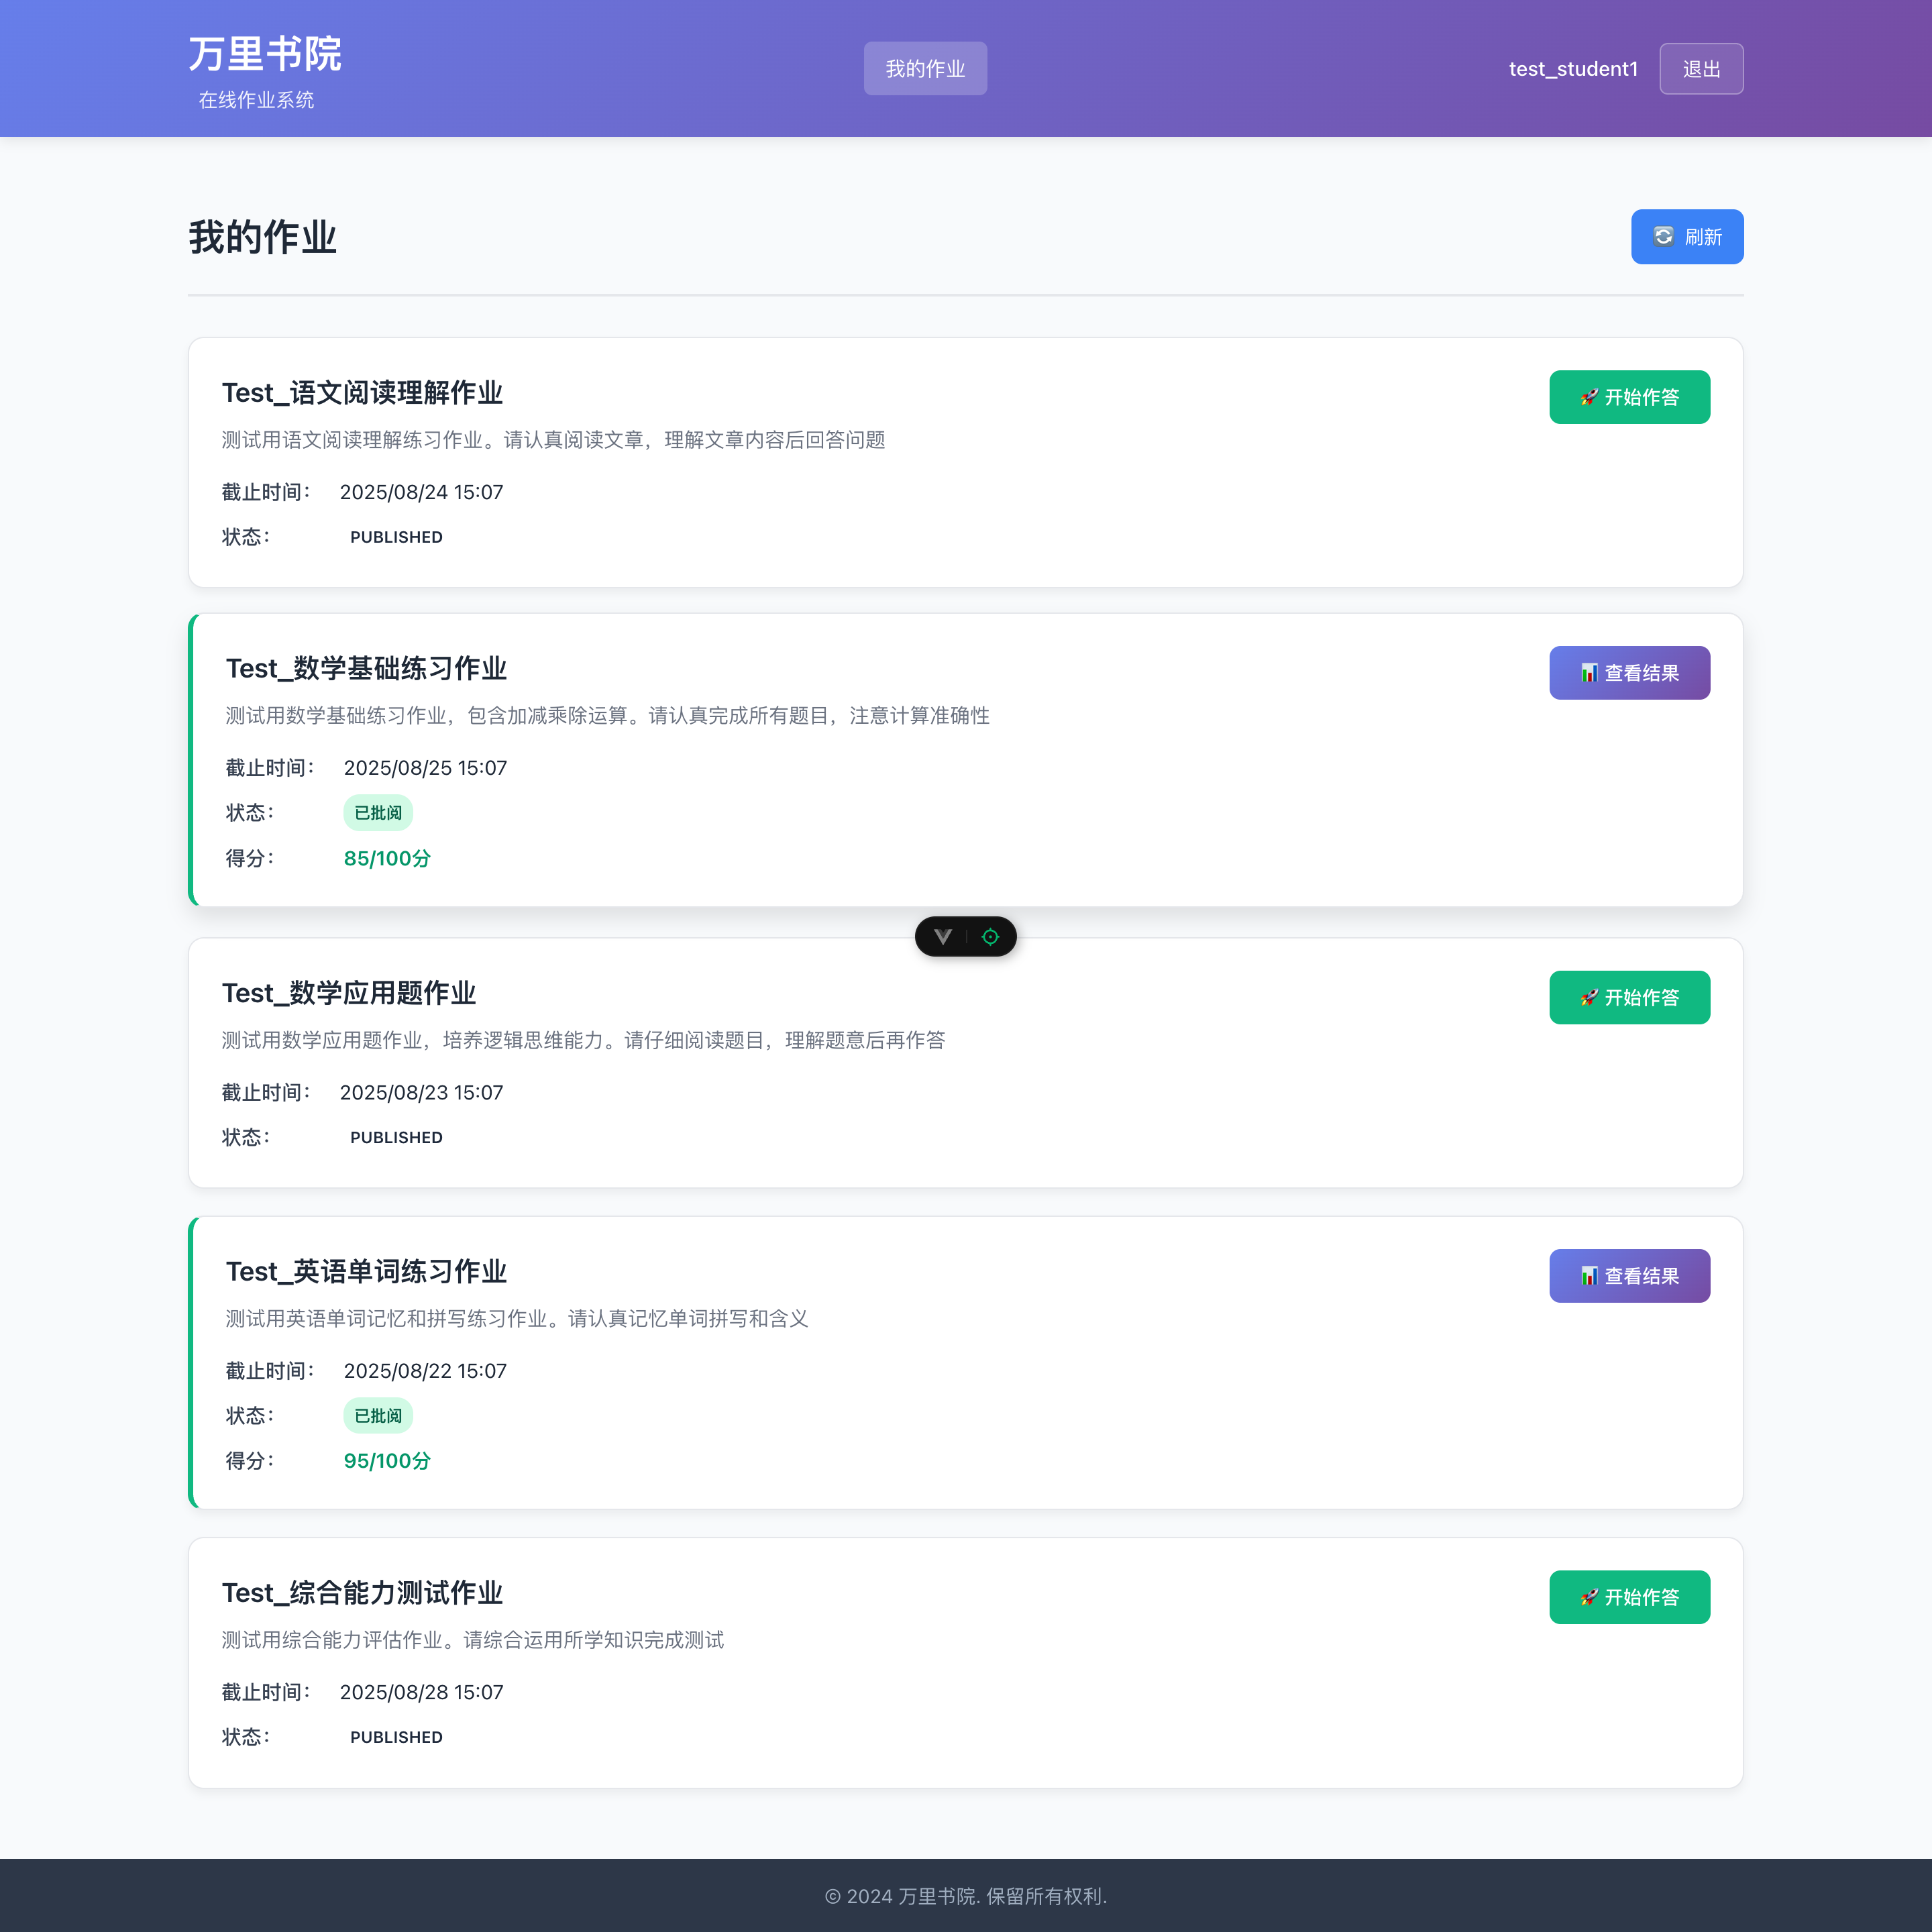 万里书院
在线作业系统
我的作业
test_student1
退出
我的作业
刷新
Test_语文阅读理解作业
开始作答
测试用语文阅读理解练习作业。请认真阅读文章，理解文章内容后回答问题
截止时间： 2025/08/24 15:07
状态： PUBLISHED
Test_数学基础练习作业
查看结果
测试用数学基础练习作业，包含加减乘除运算。请认真完成所有题目，注意计算准确性
截止时间： 2025/08/25 15:07
状态： 已批阅
得分： 85/100分
Test_数学应用题作业
开始作答
测试用数学应用题作业，培养逻辑思维能力。请仔细阅读题目，理解题意后再作答
截止时间： 2025/08/23 15:07
状态： PUBLISHED
Test_英语单词练习作业
查看结果
测试用英语单词记忆和拼写练习作业。请认真记忆单词拼写和含义
截止时间： 2025/08/22 15:07
状态： 已批阅
得分： 95/100分
Test_综合能力测试作业
开始作答
测试用综合能力评估作业。请综合运用所学知识完成测试
截止时间： 2025/08/28 15:07
状态： PUBLISHED
© 2024 万里书院. 保留所有权利.